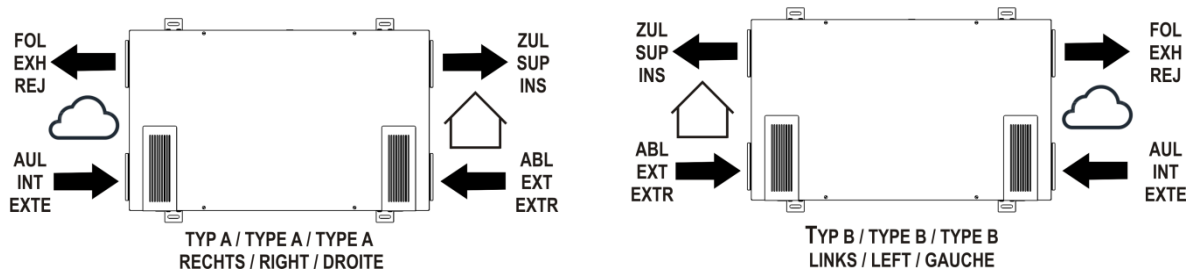 FOL
EXH
REJ
ZUL
SUP
INS
AUL
INT
EXTE
ABL
EXT
EXTR
TYP A / TYPE A / TYPE A
RECHTS / RIGHT / DROITE
ZUL
SUP
INS
FOL
EXH
REJ
ABL
EXT
EXTR
AUL
INT
EXTE
TYP B / TYPE B / TYPE B
LINKS / LEFT / GAUCHE